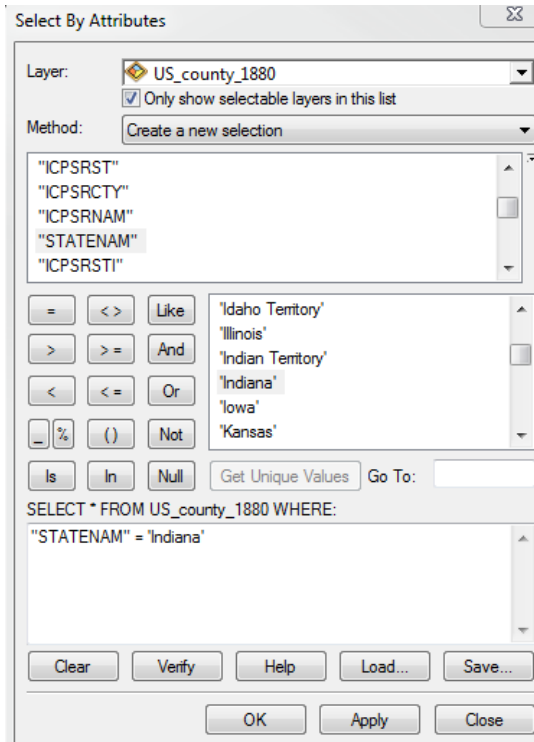 Select By Attributes
Layer: US_county_1880
Only show selectable layers in this list
Method: Create a new selection
"ICPSRST"
"ICPSRCTY"
"ICPSRNAM"
"STATENAM"
"ICPSRSTI"
= < > Like
> > = And
< < = Or
_ % ( ) Not
Is In Null
'Idaho Territory'
'Illinois'
'Indian Territory'
'Indiana'
'Iowa'
'Kansas'
Get Unique Values Go To:
SELECT * FROM US_county_1880 WHERE:
"STATENAM" = 'Indiana'
Clear Verify Help Load... Save...
OK Apply Close